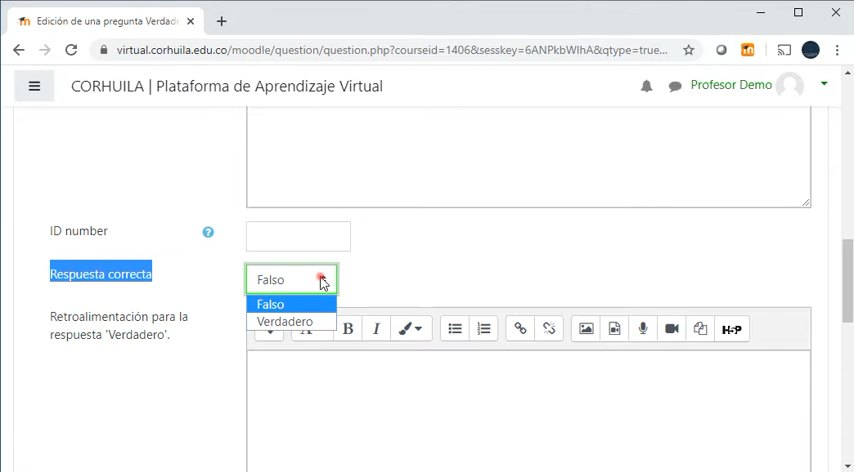 Edición de una pregunta Verdade
virtual.corhuila.edu.co/moodle/question/question.php?courseid=1406&sesskey=6ANPkbWIhA&qtype=true...
CORHUILA | Plataforma de Aprendizaje Virtual
Profesor Demo
ID number
Respuesta correcta
Falso
Falso
Verdadero
Retroalimentación para la
respuesta 'Verdadero'.
B I
H-P